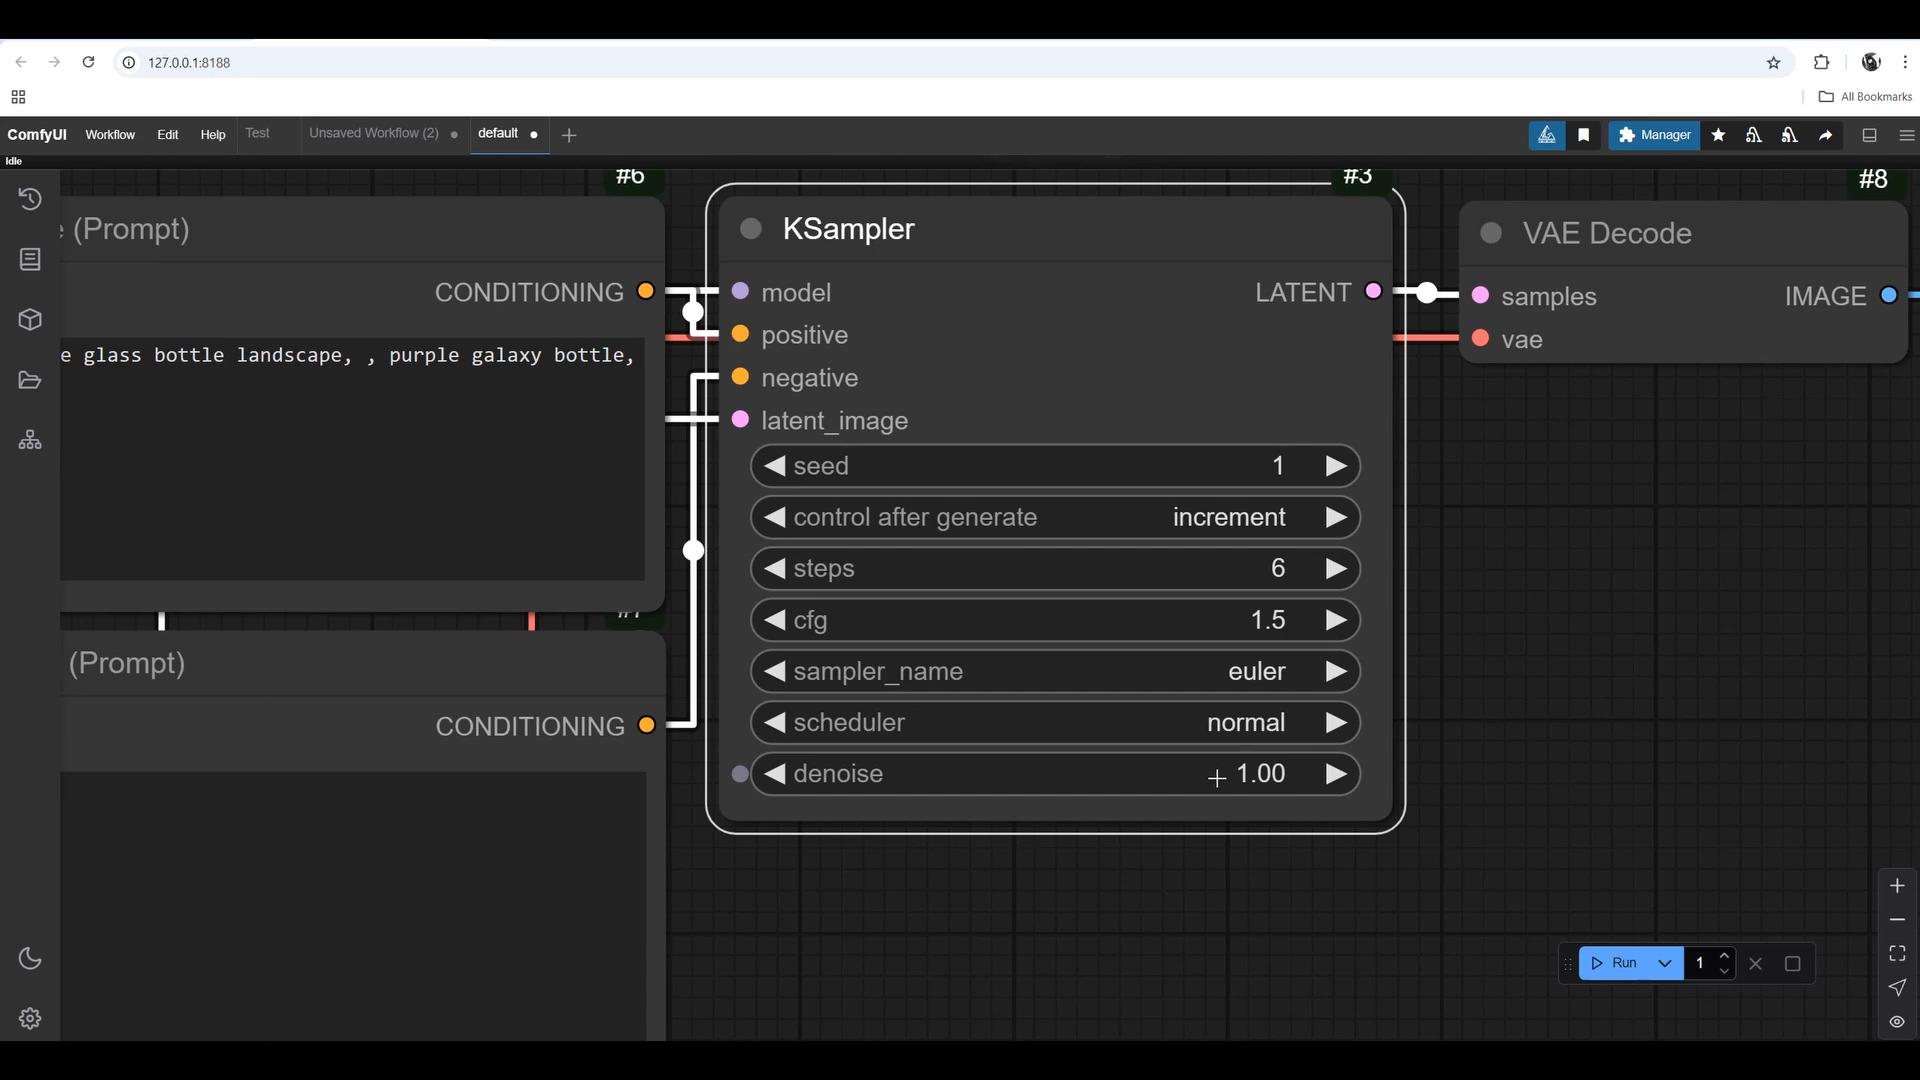 127.0.0.1:8188
All Bookmarks
ComfyUI Workflow Edit Help Test Unsaved Workflow (2) default Manager
Idle
#6 #3 #8
(Prompt)
CONDITIONING
e glass bottle landscape, , purple galaxy bottle,
KSampler
model LATENT
positive
negative
latent_image
seed 1
control after generate increment
steps 6
cfg 1.5
sampler_name euler
scheduler normal
denoise 1.00
VAE Decode
samples IMAGE
vae
(Prompt)
CONDITIONING
Run 1